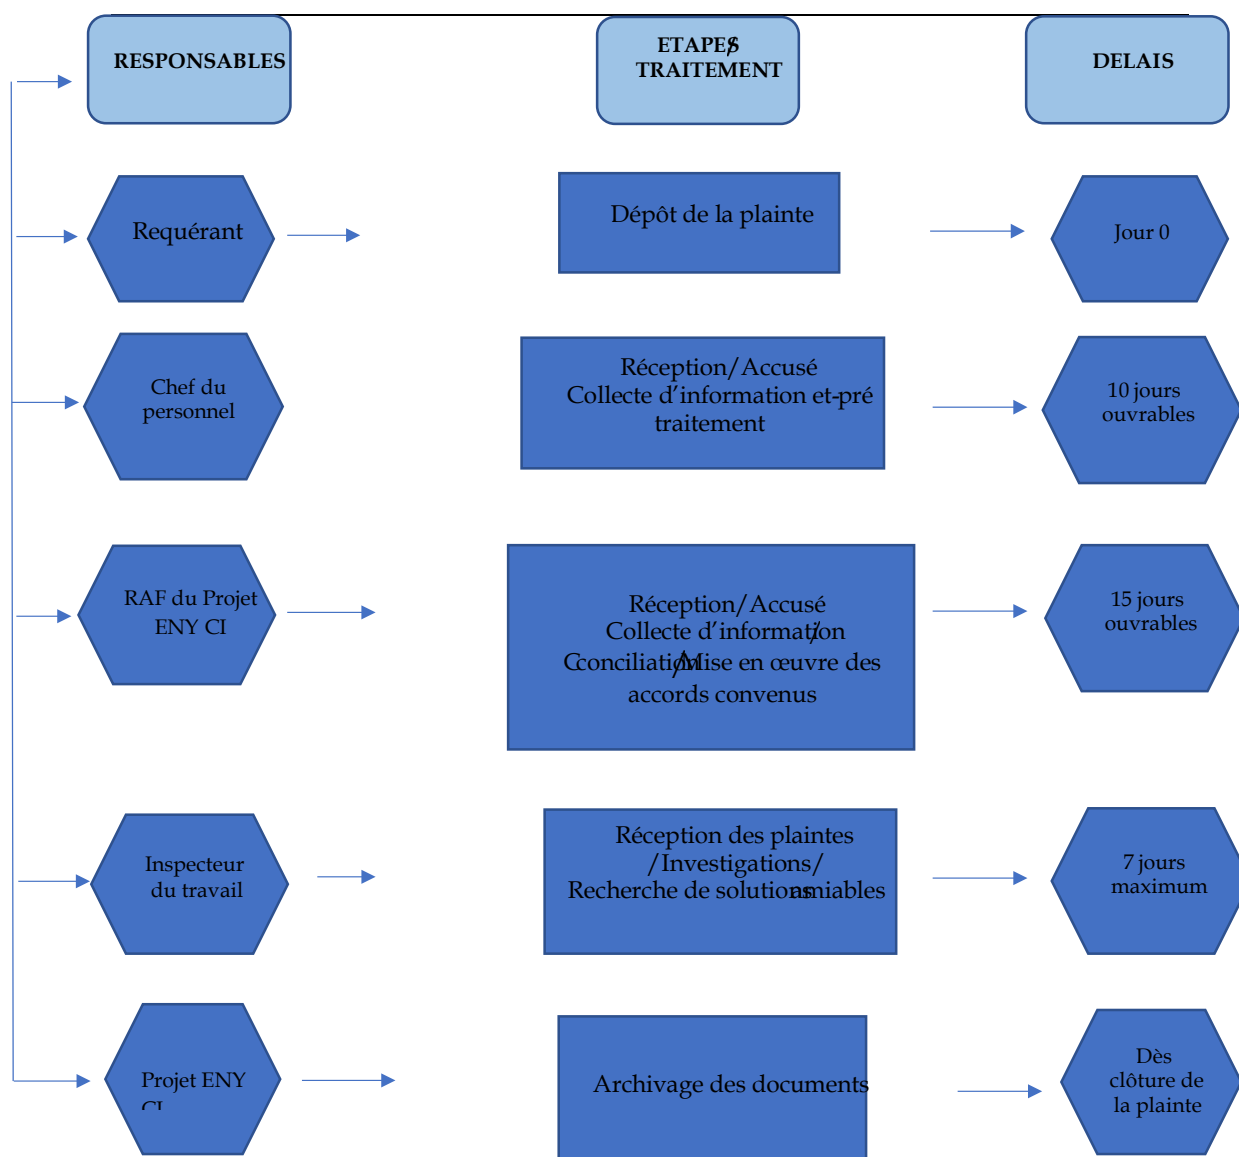 RESPONSABLES
ETAPES/
TRAITEMENT
DELAIS
Requérant
Dépôt de la plainte
Jour 0
Chef du
personnel
Réception/Accusé
Collecte d’information et-pré
traitement
10 jours
ouvrables
RAF du Projet
ENY CI
Réception/Accusé
Collecte d’information/
Cconciliation/Mise en œuvre des
accords convenus
15 jours
ouvrables
Inspecteur
du travail
Réception des plaintes
/Investigations/
Recherche de solutions amiables
7 jours
maximum
Projet ENY
CI
Archivage des documents
Dès
clôture de
la plainte